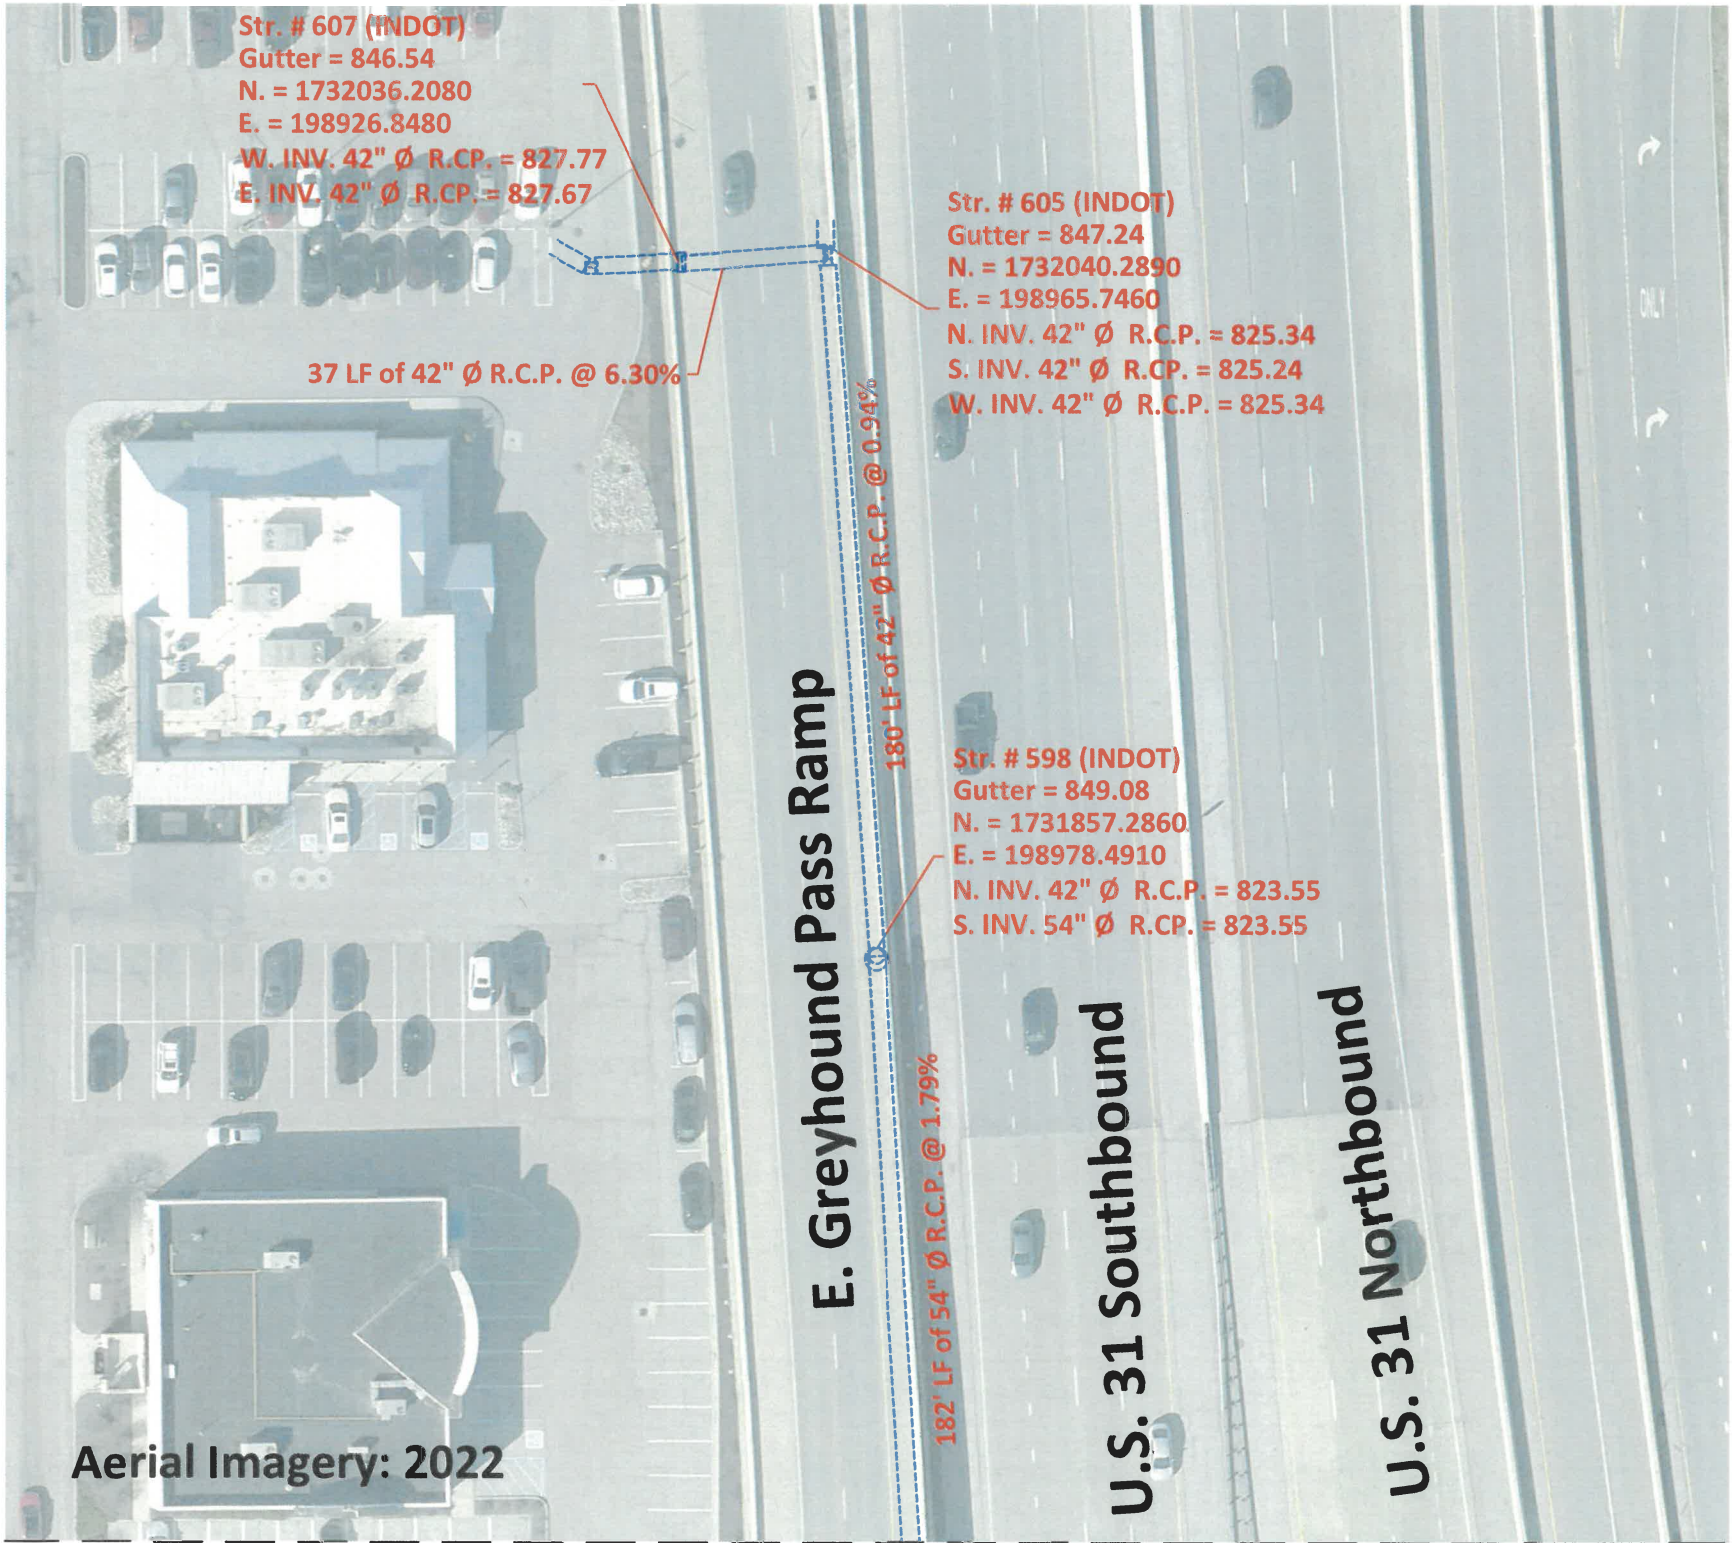 Str. # 607 (INDOT)
Gutter = 846.54
N. = 1732036.2080
E. = 198926.8480
W. INV. 42" Ø R.CP. = 827.77
E. INV. 42" Ø R.CP. = 827.67
Str. # 605 (INDOT)
Gutter = 847.24
N. = 1732040.2890
E. = 198965.7460
N. INV. 42" Ø R.C.P. = 825.34
S. INV. 42" Ø R.CP. = 825.24
W. INV. 42" Ø R.C.P. = 825.34
ONLY
37 LF of 42" Ø R.C.P. @ 6.30%
180' LF of 42" Ø R.C.P. @ 0.94%
E. Greyhound Pass Ramp
Str. # 598 (INDOT)
Gutter = 849.08
N. = 1731857.2860
E. = 198978.4910
N. INV. 42" Ø R.C.P. = 823.55
S. INV. 54" Ø R.CP. = 823.55
182' LF of 54" Ø R.C.P. @ 1.79%
U.S. 31 Southbound
U.S. 31 Northbound
Aerial Imagery: 2022